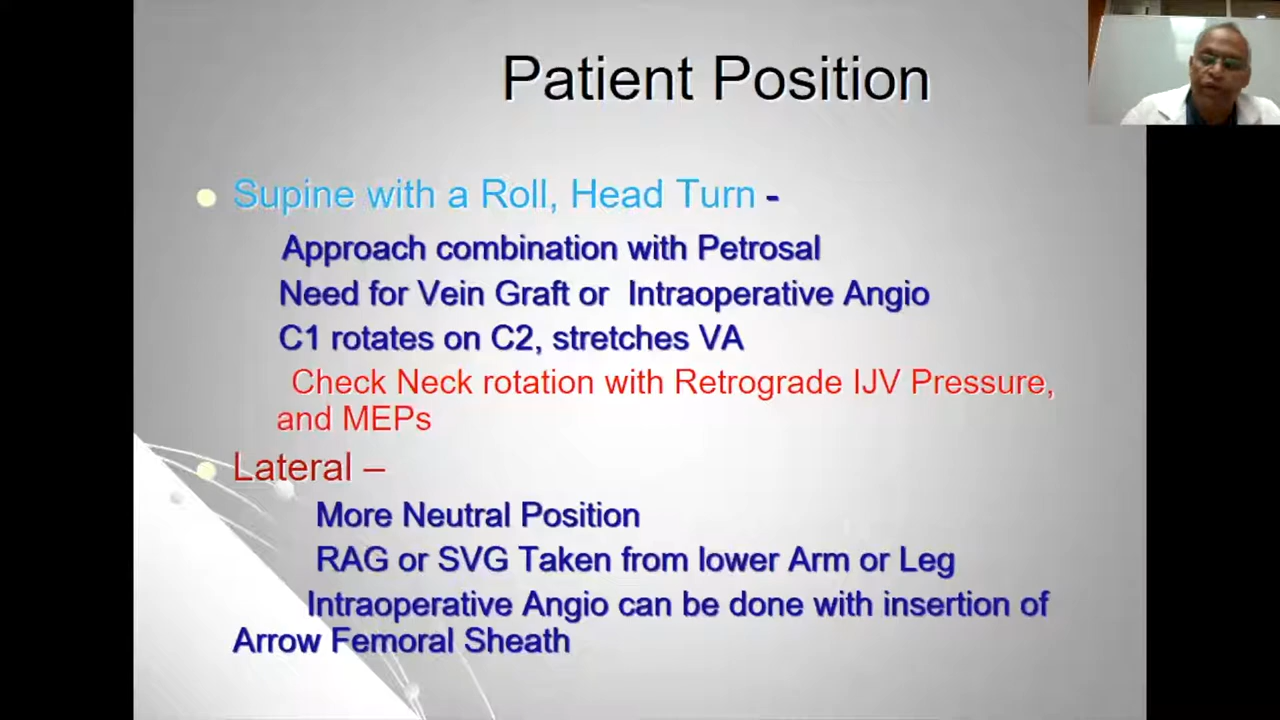 Patient Position
Supine with a Roll, Head Turn -
Approach combination with Petrosal
Need for Vein Graft or Intraoperative Angio
C1 rotates on C2, stretches VA
Check Neck rotation with Retrograde IJV Pressure,
and MEPs
Lateral –
More Neutral Position
RAG or SVG Taken from lower Arm or Leg
Intraoperative Angio can be done with insertion of
Arrow Femoral Sheath